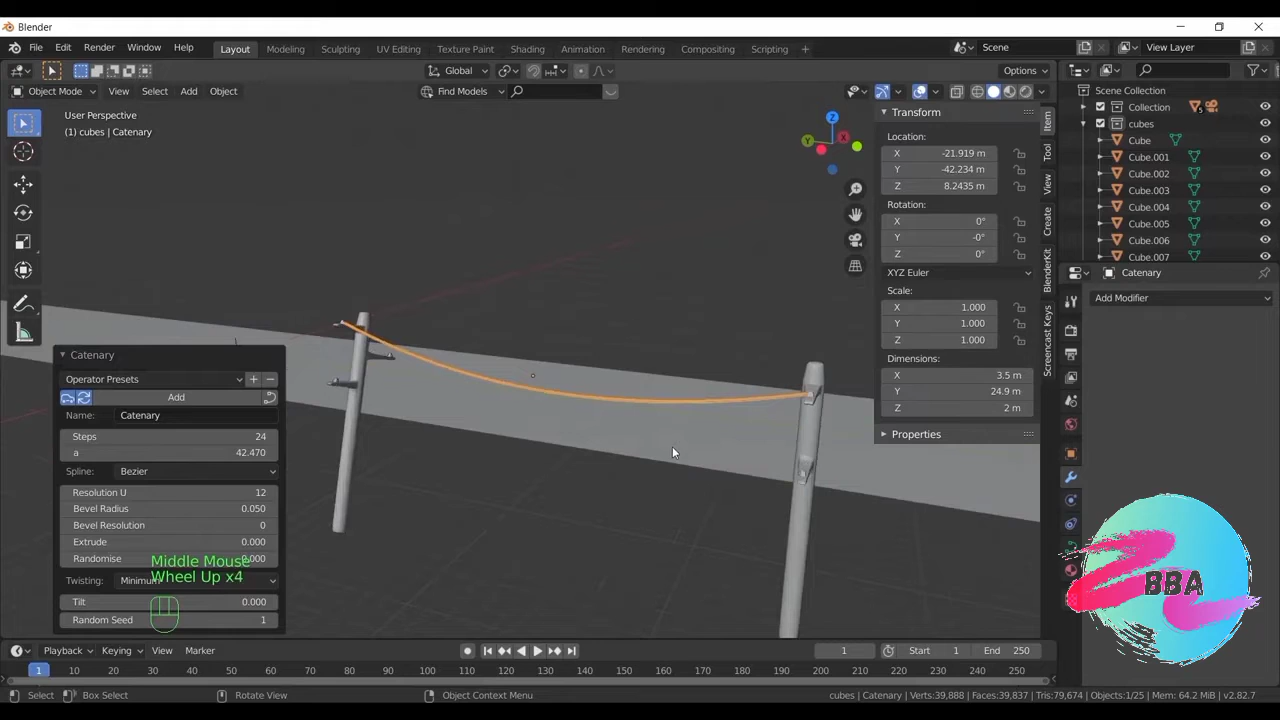 Blender
File Edit Render Window Help
Layout Modeling Sculpting UV Editing Texture Paint Shading Animation Rendering Compositing Scripting +
Scene
View Layer
Global
Options
Object Mode View Select Add Object
Find Models
User Perspective
(1) cubes | Catenary
Z
X
Y
Transform
Location:
X -21.919 m
Y -42.234 m
Z 8.2435 m
Rotation:
X 0°
Y -0°
Z 0°
XYZ Euler
Scale:
X 1.000
Y 1.000
Z 1.000
Dimensions:
X 3.5 m
Y 24.9 m
Z 2 m
Properties
Item
Tool
View
Create
BlenderKit
Screencast Keys
Scene Collection
Collection 5
cubes
Cube
Cube.001
Cube.002
Cube.003
Cube.004
Cube.005
Cube.006
Cube.007
Catenary
Add Modifier
Catenary
Operator Presets
Add
Name: Catenary
Steps 24
a 42.470
Spline: Bezier
Resolution U 12
Bevel Radius 0.050
Bevel Resolution 0
Extrude 0.000
Randomise 0.000
Twisting: Minimum
Tilt 0.000
Random Seed 1
Middle Mouse
Wheel Up x4
BBA
Playback Keying View Marker
1 Start 1 End 250
1 10 20 30 40 50 60 70 80 90 100 110 120 130 140 150 160 170 180 190 200 210 220 230 240 250
Select Box Select Rotate View Object Context Menu
cubes | Catenary | Verts:39,888 | Faces:39,837 | Tris:79,674 | Objects:1/25 | Mem: 64.2 MiB | v2.82.7